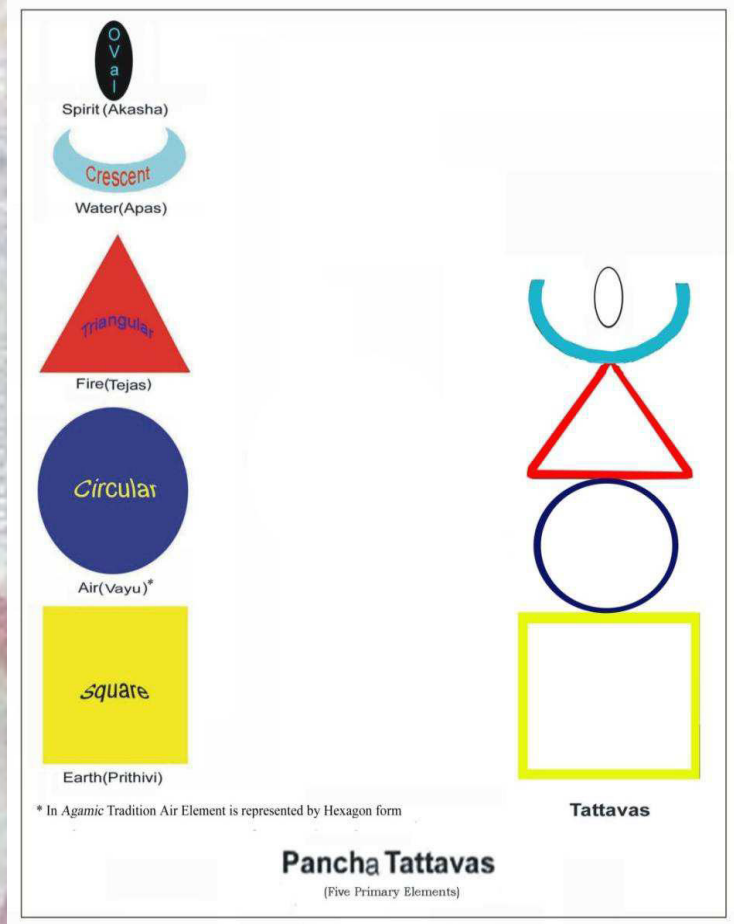 Oval
Spirit (Akasha)
Crescent
Water(Apas)
Triangular
Fire(Tejas)
Circular
Air(Vayu)*
Square
Earth(Prithivi)
* In Agamic Tradition Air Element is represented by Hexagon form
Tattavas
Pancha Tattavas
(Five Primary Elements)